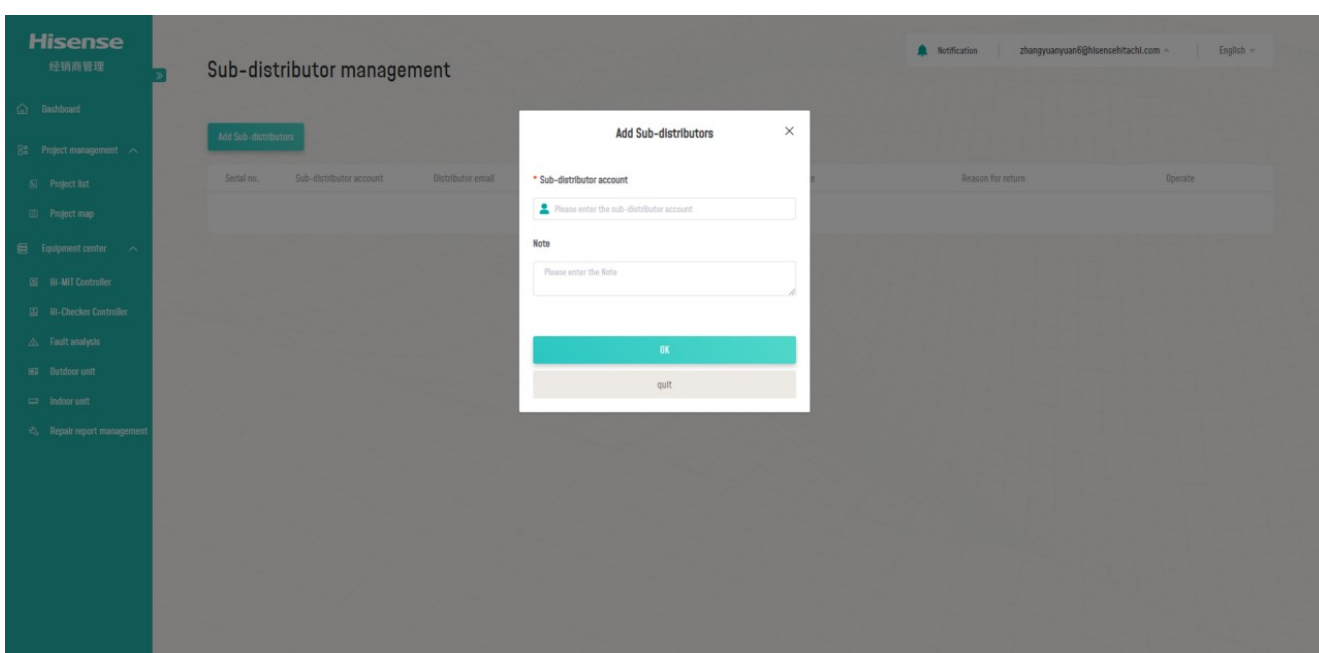 Hisense
经销商管理
Dashboard
Project management
Project list
Project map
Equipment center
Hi-MIT Controller
Hi-Checker Controller
Fault analysis
Outdoor unit
Indoor unit
Repair report management
Notification
zhangyuanyuan6@hisensehitachi.com
English
Sub-distributor management
Add Sub-distributors
Serial no. Sub-distributor account Distributor email Reacon for return Operate
Add Sub-distributors
* Sub-distributor account
Please enter the sub-distributor account
Note
Please enter the Note
OK
quit